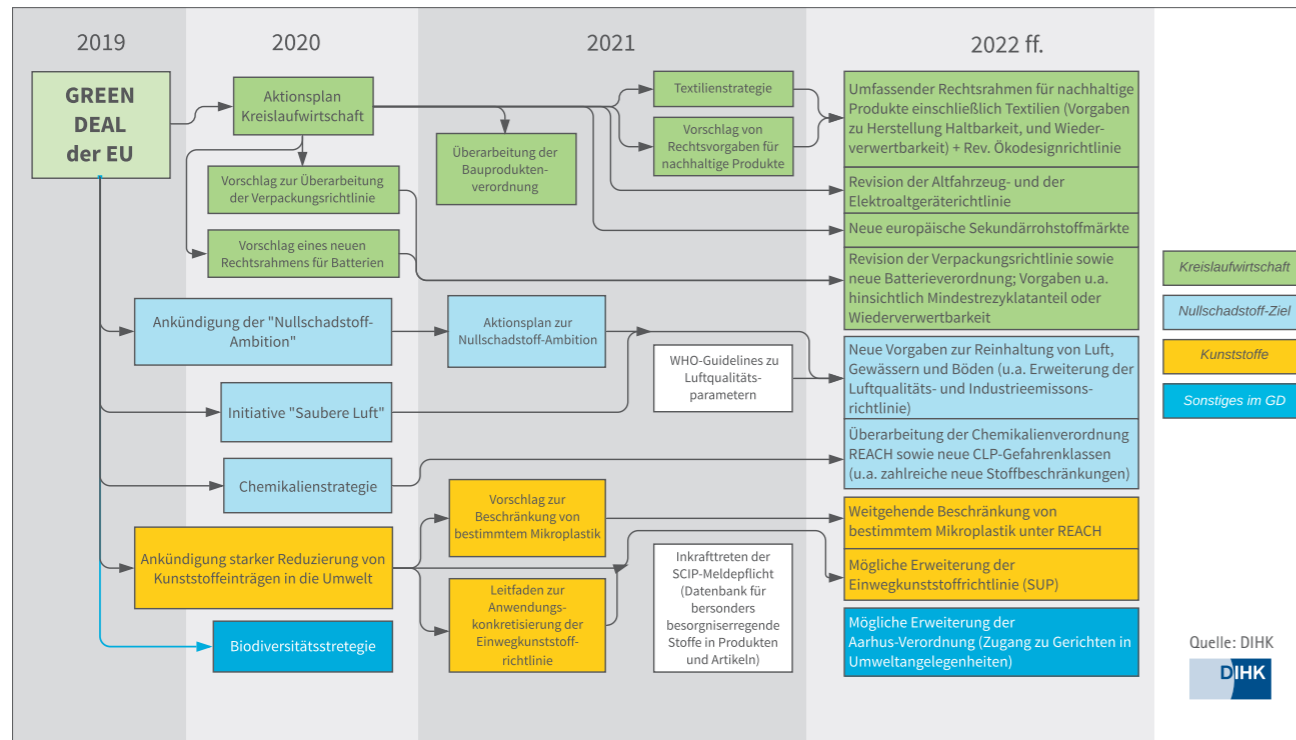 2019
2020
2021
2022 ff.
GREEN
DEAL
der EU
Aktionsplan
Kreislaufwirtschaft
Vorschlag zur Überarbeitung
der Verpackungsrichtlinie
Vorschlag eines neuen
Rechtsrahmens für Batterien
Überarbeitung der
Bauprodukten-
verordnung
Textilienstrategie
Vorschlag von
Rechtsvorgaben für
nachhaltige Produkte
Umfassender Rechtsrahmen für nachhaltige
Produkte einschließlich Textilien (Vorgaben
zu Herstellung Haltbarkeit, und Wieder-
verwertbarkeit) + Rev. Ökodesignrichtlinie
Revision der Altfahrzeug- und der
Elektroaltgeräterichtlinie
Neue europäische Sekundärrohstoffmärkte
Revision der Verpackungsrichtlinie sowie
neue Batterieverordnung; Vorgaben u.a.
hinsichtlich Mindestrezyklatanteil oder
Wiederverwertbarkeit
Ankündigung der "Nullschadstoff-
Ambition"
Aktionsplan zur
Nullschadstoff-Ambition
Initiative "Saubere Luft"
WHO-Guidelines zu
Luftqualitäts-
parametern
Neue Vorgaben zur Reinhaltung von Luft,
Gewässern und Böden (u.a. Erweiterung der
Luftqualitäts- und Industrieemissons-
richtlinie)
Chemikalienstrategie
Überarbeitung der Chemikalienverordnung
REACH sowie neue CLP-Gefahrenklassen
(u.a. zahlreiche neue Stoffbeschränkungen)
Ankündigung starker Reduzierung von
Kunststoffeinträgen in die Umwelt
Vorschlag zur
Beschränkung von
bestimmtem Mikroplastik
Leitfaden zur
Anwendungs-
konkretisierung der
Einwegkunststoff-
richtlinie
Inkrafttreten der
SCIP-Meldepflicht
(Datenbank für
bersonders
besorgniserregende
Stoffe in Produkten
und Artikeln)
Weitgehende Beschränkung von
bestimmtem Mikroplastik unter REACH
Mögliche Erweiterung der
Einwegkunststoffrichtlinie (SUP)
Biodiversitätsstretegie
Mögliche Erweiterung der
Aarhus-Verordnung (Zugang zu Gerichten in
Umweltangelegenheiten)
Kreislaufwirtschaft
Nullschadstoff-Ziel
Kunststoffe
Sonstiges im GD
Quelle: DIHK
DIHK